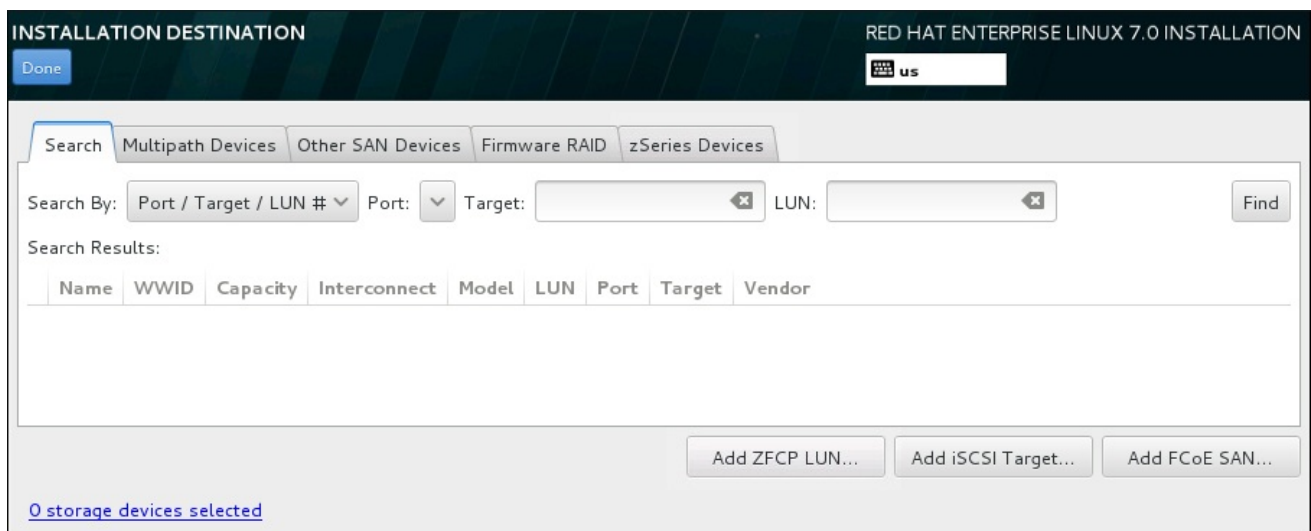 INSTALLATION DESTINATION
RED HAT ENTERPRISE LINUX 7.0 INSTALLATION
Done
us
Search Multipath Devices Other SAN Devices Firmware RAID zSeries Devices
Search By: Port / Target / LUN # Port: Target: LUN: Find
Search Results:
Name WWID Capacity Interconnect Model LUN Port Target Vendor
Add ZFCP LUN... Add iSCSI Target... Add FCoE SAN...
0 storage devices selected